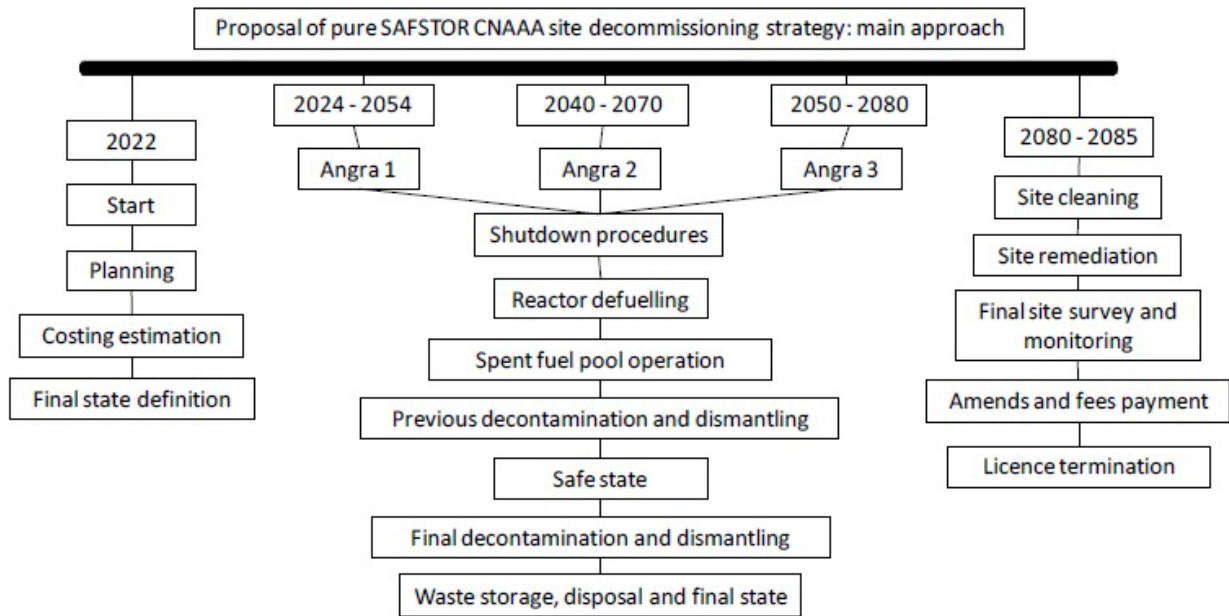 Proposal of pure SAFSTOR CNAAA site decommissioning strategy: main approach
2022
Start
Planning
Costing estimation
Final state definition
2024 - 2054
Angra 1
2040 - 2070
Angra 2
2050 - 2080
Angra 3
Shutdown procedures
Reactor defuelling
Spent fuel pool operation
Previous decontamination and dismantling
Safe state
Final decontamination and dismantling
Waste storage, disposal and final state
2080 - 2085
Site cleaning
Site remediation
Final site survey and
monitoring
Amends and fees payment
Licence termination